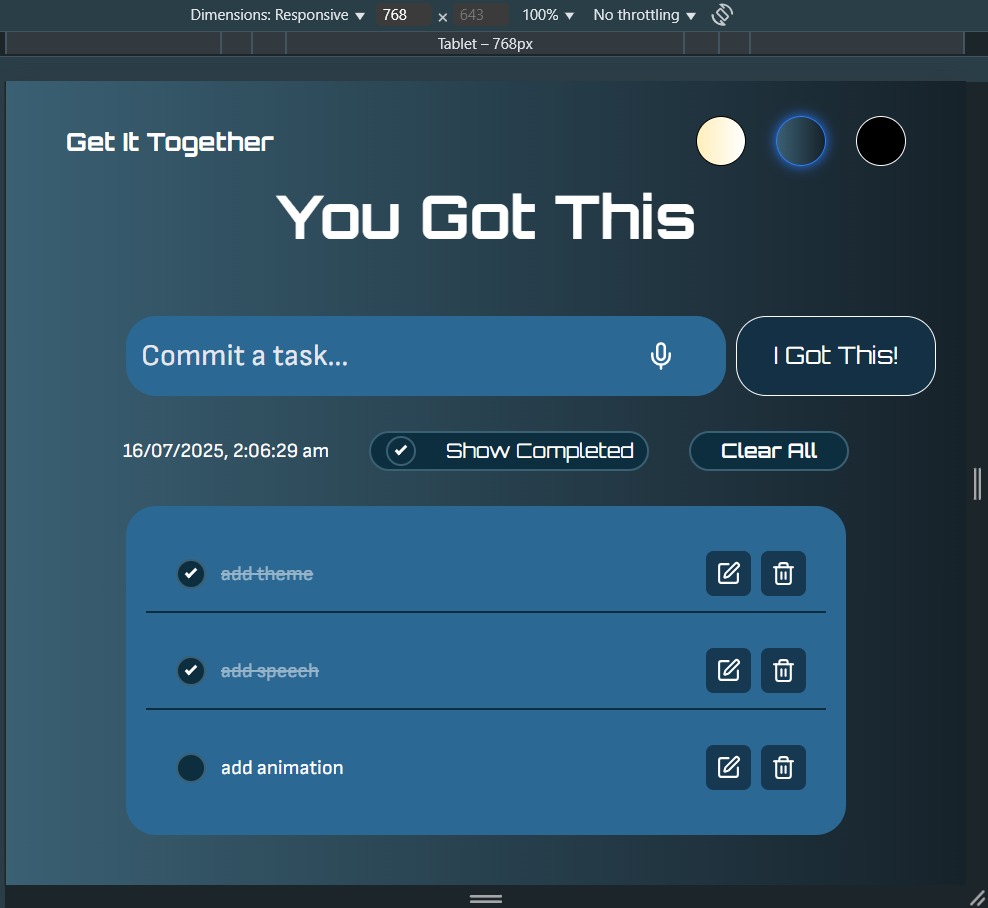 Dimensions: Responsive 768 × 643 100% No throttling
Tablet – 768px
Get It Together
You Got This
Commit a task...
I Got This!
16/07/2025, 2:06:29 am Show Completed Clear All
add theme
add speech
add animation